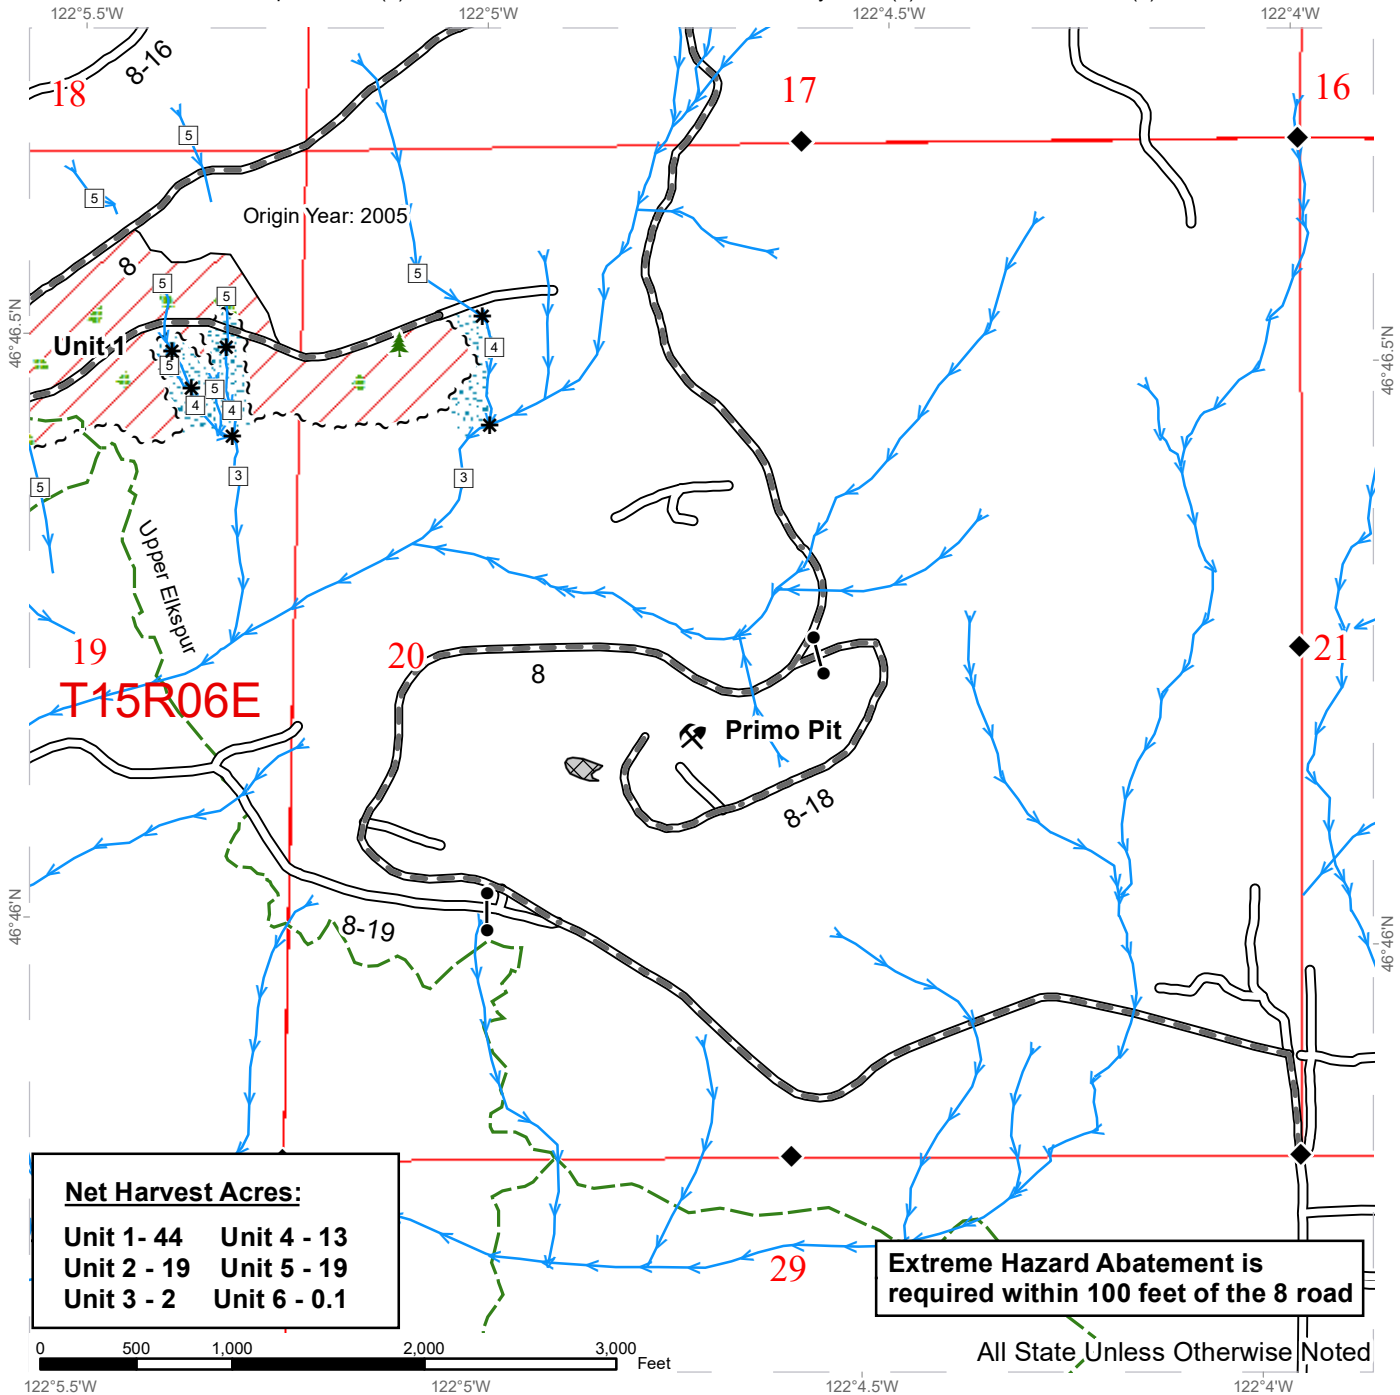 122°5.5'W 122°5'W 122°4.5'W 122°4'W
8-16
18 17 16
5
5
Origin Year: 2005
8
5
5
5
46°46.5'N
46°46.5'N
Unit 1
4
5
5
4
4
3
3
5
Upper Elkspur
19 20 21
8
T15R06E
Primo Pit
8-18
8-19
46°46'N
46°46'N
Net Harvest Acres:
Unit 1- 44 Unit 4 - 13
Unit 2 - 19 Unit 5 - 19
Unit 3 - 2 Unit 6 - 0.1
29
Extreme Hazard Abatement is
required within 100 feet of the 8 road
All State Unless Otherwise Noted
0 500 1,000 2,000 3,000
Feet
122°5.5'W 122°5'W 122°4.5'W 122°4'W